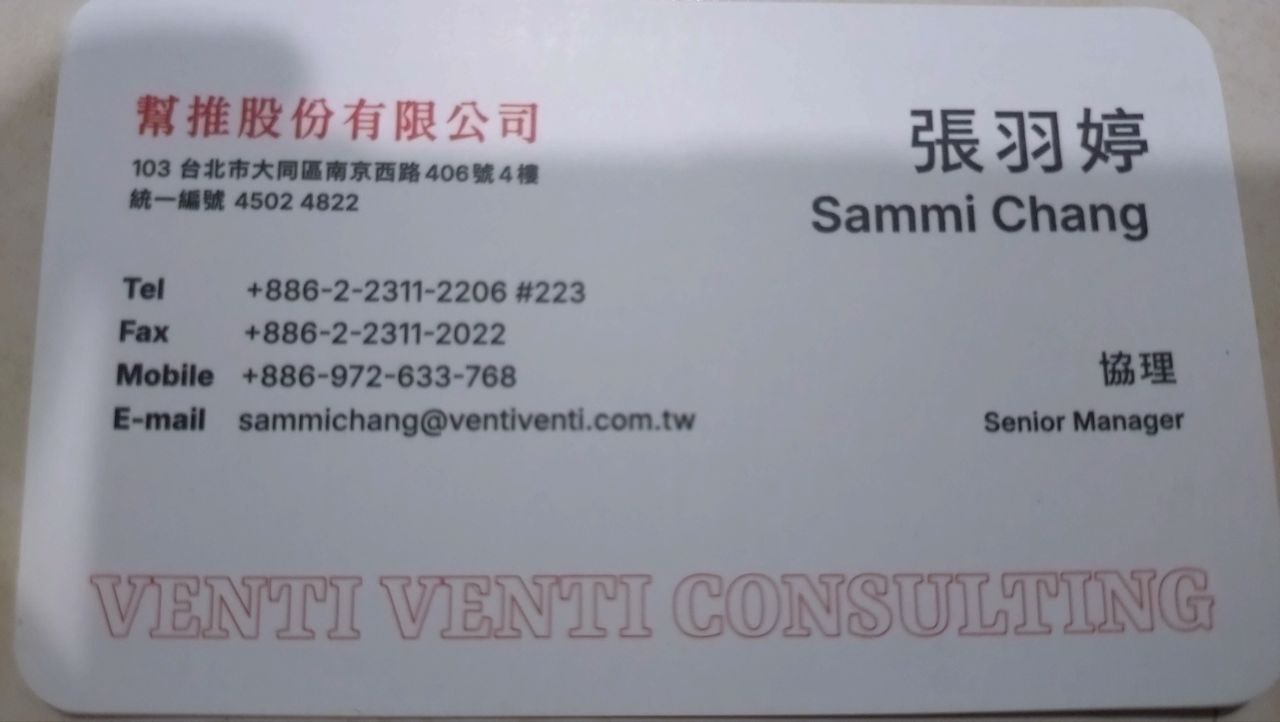 幫推股份有限公司
103 台北市大同區南京西路406號4樓
統一編號 4502 4822
張羽婷
Sammi Chang
Tel +886-2-2311-2206 #223
Fax +886-2-2311-2022
Mobile +886-972-633-768
E-mail sammichang@ventiventi.com.tw
協理
Senior Manager
VENTI VENTI CONSULTING